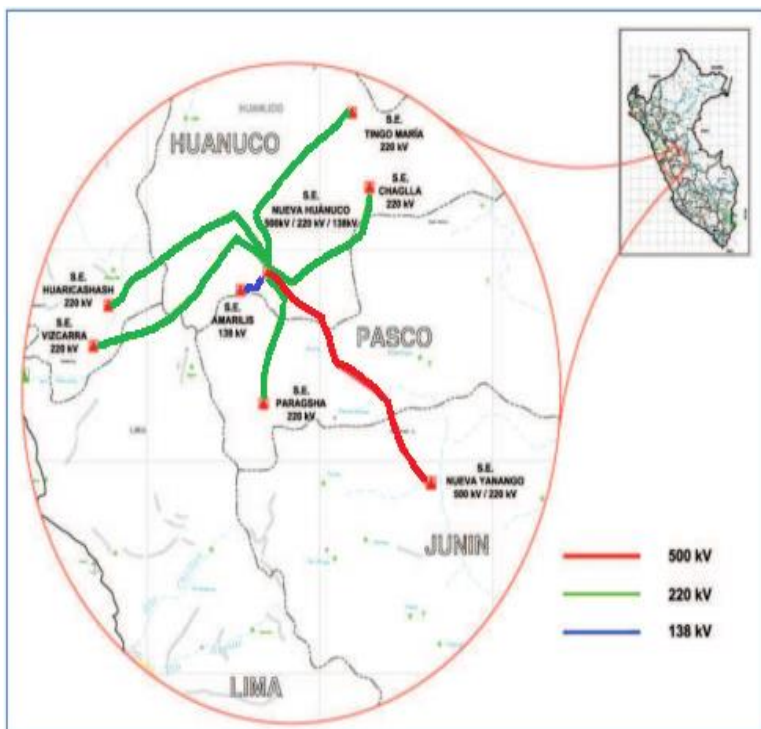 HUANUCO
HUANUCO
S.E.
TINGO MARÍA
220 kV
S.E.
CHAGLLA
220 kV
S.E.
NUEVA HUÁNUCO
500kV / 220 kV / 138kV
S.E.
HUARICASHASH
220 kV
S.E.
VIZCARRA
220 kV
S.E.
AMARILIS
138 kV
PASCO
S.E.
PARAGSHA
220 kV
LIMA
S.E.
NUEVA YANANGO
500 kV / 220 kV
JUNIN
500 kV
220 kV
138 kV
LIMA